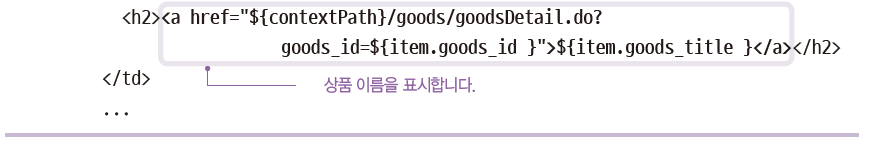 <h2><a href="${contextPath}/goods/goodsDetail.do?
goods_id=${item.goods_id }">${item.goods_title }</a></h2>
</td>
상품 이름을 표시합니다.
...